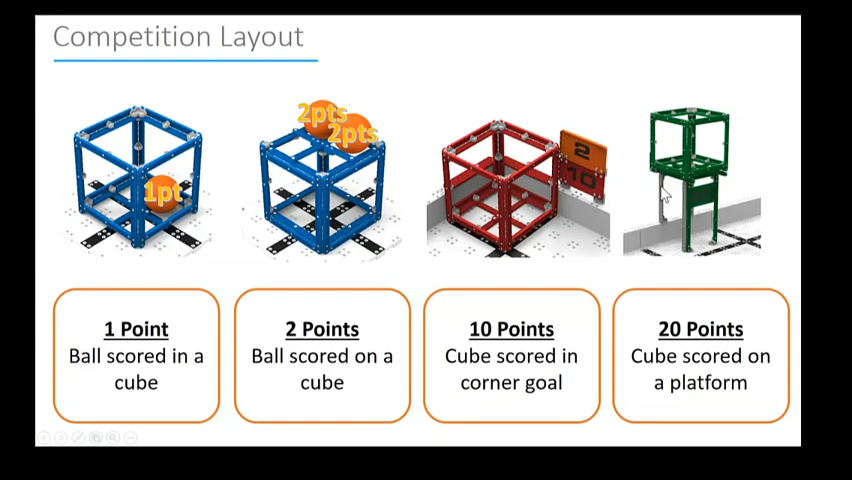 Competition Layout
1pt
2pts
2pts
2
10
1 Point
Ball scored in a
cube
2 Points
Ball scored on a
cube
10 Points
Cube scored in
corner goal
20 Points
Cube scored on
a platform